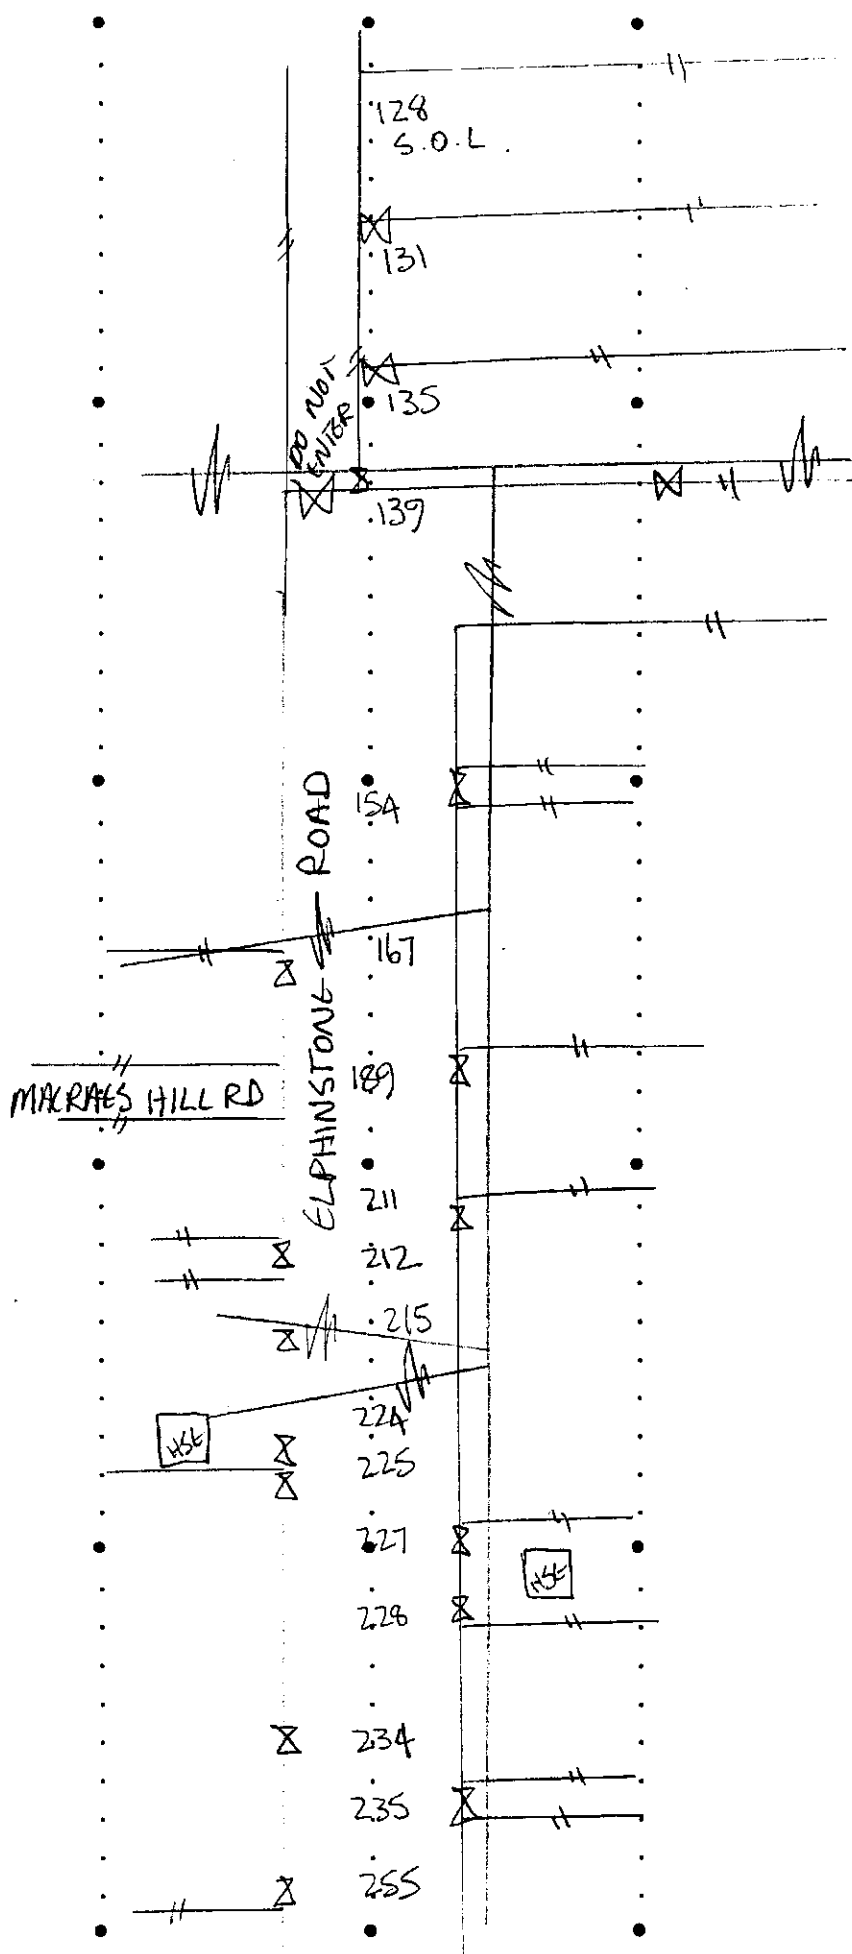 128
S.O.L.
131
DO NOT
ENTER
135
139
154
ELPHINSTONE ROAD
167
189
MACRAES HILL RD
211
212
215
224
HSE
225
227
HSE
228
234
235
255